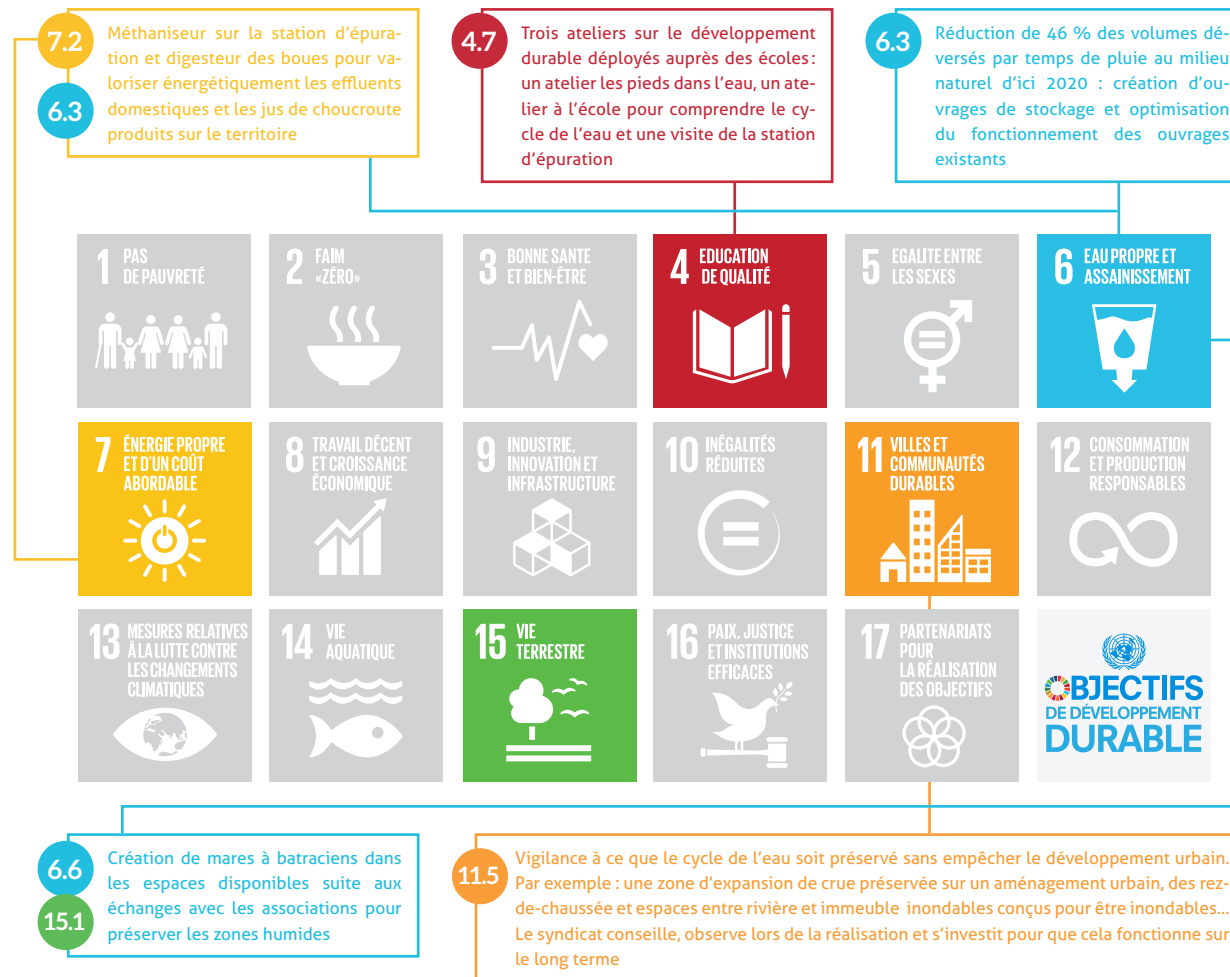 7.2
6.3
Méthaniseur sur la station d'épura-
tion et digesteur des boues pour va-
loriser énergétiquement les effluents
domestiques et les jus de choucroute
produits sur le territoire
4.7
Trois ateliers sur le développement
durable déployés auprès des écoles :
un atelier les pieds dans l'eau, un ate-
lier à l'école pour comprendre le cy-
cle de l'eau et une visite de la station
d'épuration
6.3
Réduction de 46 % des volumes dé-
versés par temps de pluie au milieu
naturel d'ici 2020 : création d'ou-
vrages de stockage et optimisation
du fonctionnement des ouvrages
existants
1 PAS
DE PAUVRETÉ
2 FAIM
«ZÉRO»
3 BONNE SANTE
ET BIEN-ÊTRE
4 EDUCATION
DE QUALITÉ
5 EGALITE ENTRE
LES SEXES
6 EAU PROPRE ET
ASSAINISSEMENT
7 ÉNERGIE PROPRE
ET D'UN COÛT
ABORDABLE
8 TRAVAIL DÉCENT
ET CROISSANCE
ÉCONOMIQUE
9 INDUSTRIE,
INNOVATION ET
INFRASTRUCTURE
10 INÉGALITÉS
RÉDUITES
11 VILLES ET
COMMUNAUTÉS
DURABLES
12 CONSOMMATION
ET PRODUCTION
RESPONSABLES
13 MESURES RELATIVES
À LA LUTTE CONTRE
LES CHANGEMENTS
CLIMATIQUES
14 VIE
AQUATIQUE
15 VIE
TERRESTRE
16 PAIX, JUSTICE
ET INSTITUTIONS
EFFICACES
17 PARTENARIATS
POUR
LA RÉALISATION
DES OBJECTIFS
OBJECTIFS
DE DÉVELOPPEMENT
DURABLE
6.6
15.1
Création de mares à batraciens dans
les espaces disponibles suite aux
échanges avec les associations pour
préserver les zones humides
11.5
Vigilance à ce que le cycle de l'eau soit préservé sans empêcher le développement urbain.
Par exemple : une zone d'expansion de crue préservée sur un aménagement urbain, des rez-
de-chaussée et espaces entre rivière et immeuble inondables conçus pour être inondables...
Le syndicat conseille, observe lors de la réalisation et s'investit pour que cela fonctionne sur
le long terme